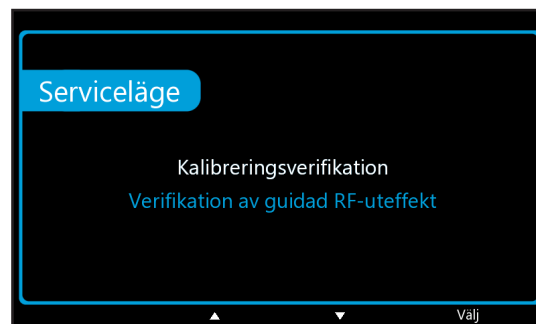 Serviceläge
Kalibreringsverifikation
Verifikation av guidad RF-uteffekt
▲ ▼ Välj